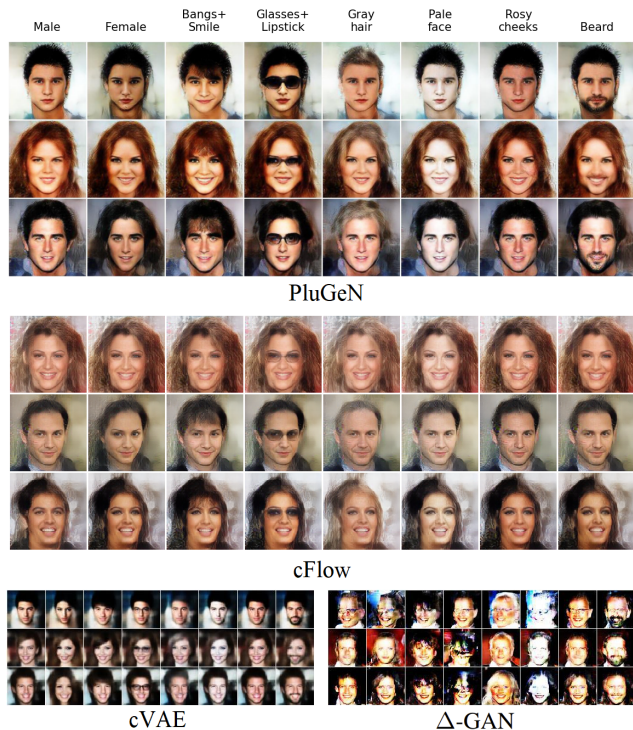 Male Female Bangs+ Smile Glasses+ Lipstick Gray hair Pale face Rosy cheeks Beard
PluGeN
cFlow
cVAE Δ-GAN